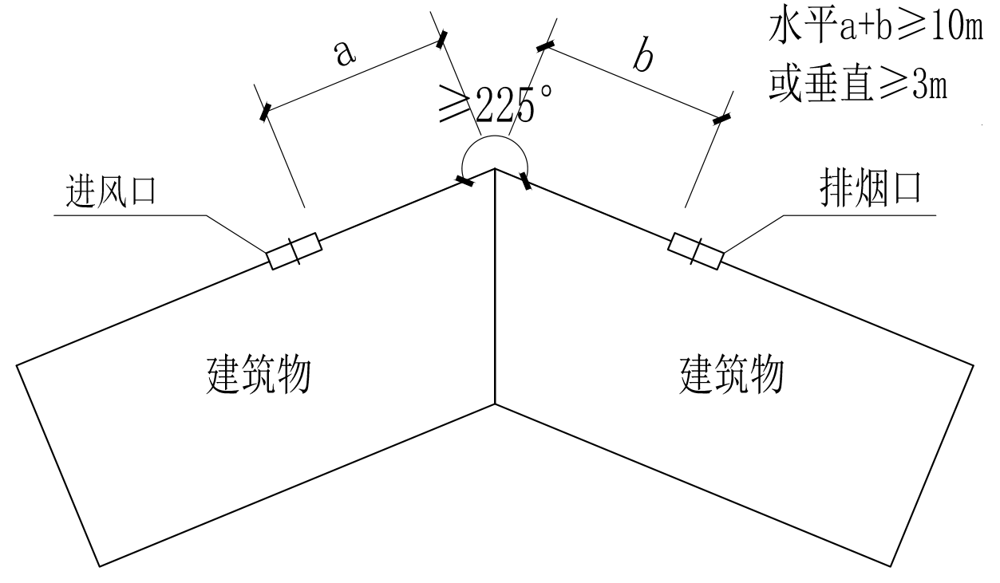 水平a+b≥10m
或垂直≥3m
a
b
≥225°
进风口
排烟口
建筑物
建筑物